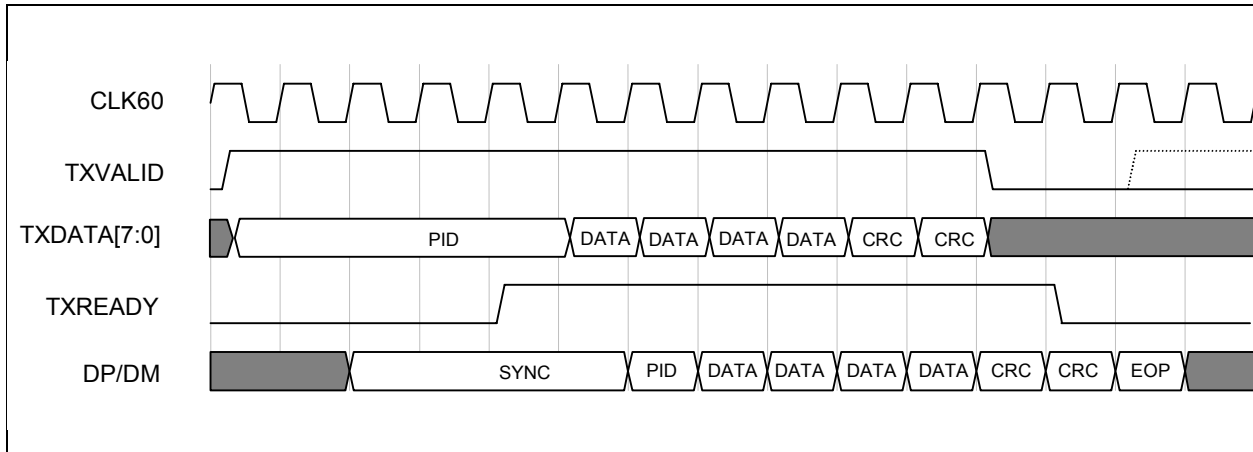 CLK60
TXVALID
TXDATA[7:0] PID DATA DATA DATA DATA CRC CRC
TXREADY
DP/DM SYNC PID DATA DATA DATA DATA CRC CRC EOP